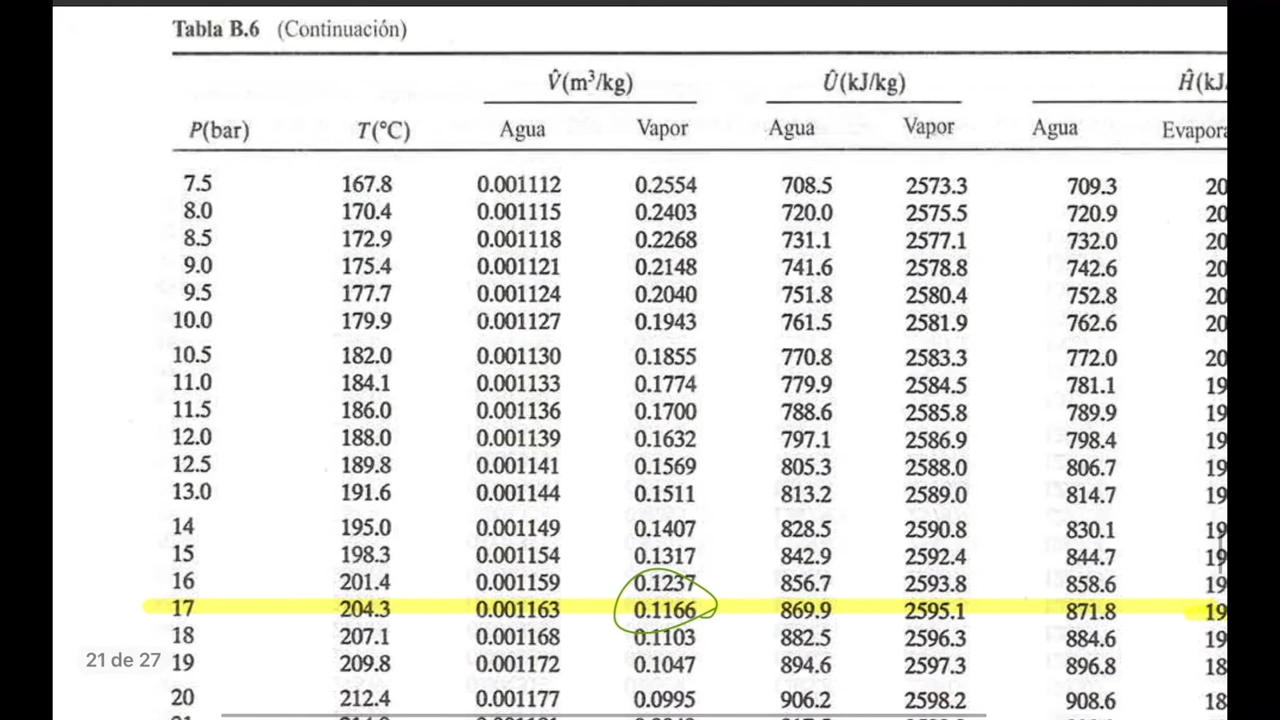 Tabla B.6 (Continuación)
V̂(m³/kg) Û(kJ/kg) Ĥ(kJ/
P(bar) T(°C) Agua Vapor Agua Vapor Agua Evapora
7.5 167.8 0.001112 0.2554 708.5 2573.3 709.3 20
8.0 170.4 0.001115 0.2403 720.0 2575.5 720.9 20
8.5 172.9 0.001118 0.2268 731.1 2577.1 732.0 20
9.0 175.4 0.001121 0.2148 741.6 2578.8 742.6 20
9.5 177.7 0.001124 0.2040 751.8 2580.4 752.8 20
10.0 179.9 0.001127 0.1943 761.5 2581.9 762.6 20
10.5 182.0 0.001130 0.1855 770.8 2583.3 772.0 20
11.0 184.1 0.001133 0.1774 779.9 2584.5 781.1 19
11.5 186.0 0.001136 0.1700 788.6 2585.8 789.9 19
12.0 188.0 0.001139 0.1632 797.1 2586.9 798.4 19
12.5 189.8 0.001141 0.1569 805.3 2588.0 806.7 19
13.0 191.6 0.001144 0.1511 813.2 2589.0 814.7 19
14 195.0 0.001149 0.1407 828.5 2590.8 830.1 19
15 198.3 0.001154 0.1317 842.9 2592.4 844.7 19
16 201.4 0.001159 0.1237 856.7 2593.8 858.6 19
17 204.3 0.001163 0.1166 869.9 2595.1 871.8 19
18 207.1 0.001168 0.1103 882.5 2596.3 884.6 19
21 de 27
19 209.8 0.001172 0.1047 894.6 2597.3 896.8 18
20 212.4 0.001177 0.0995 906.2 2598.2 908.6 18